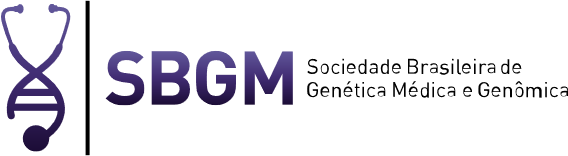 SBGM
Sociedade Brasileira de
Genética Médica e Genômica